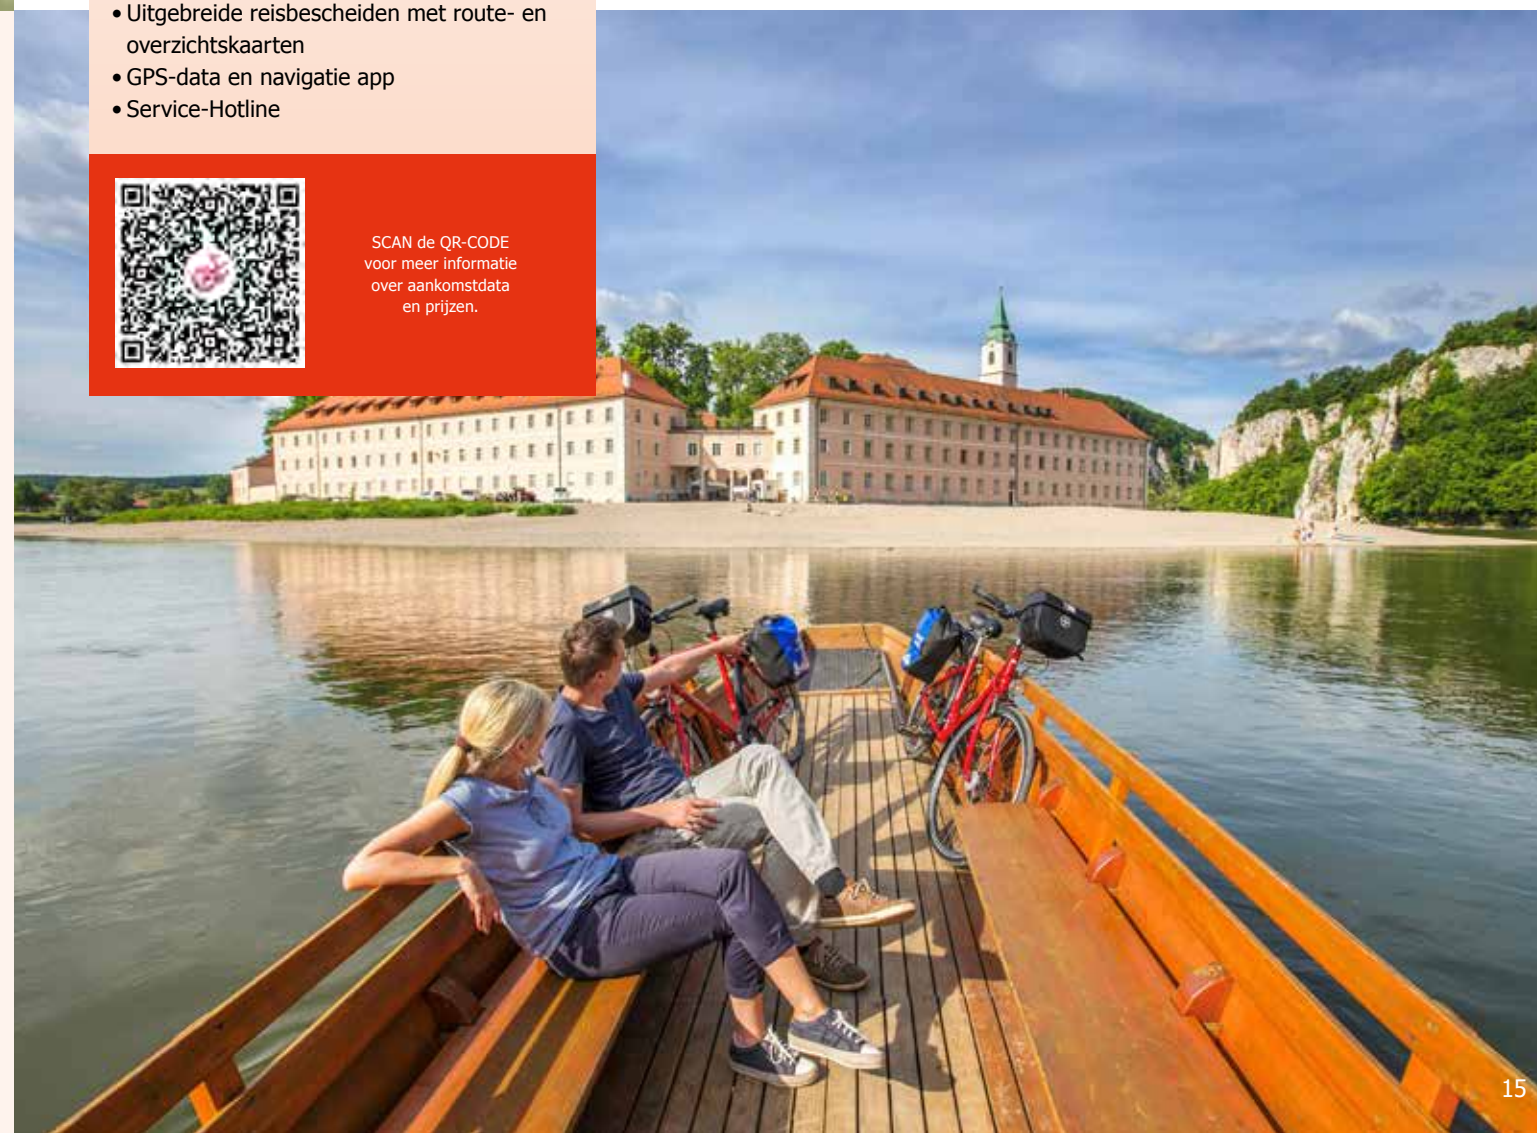 • Uitgebreide reisbescheiden met route- en
overzichtskaarten
• GPS-data en navigatie app
• Service-Hotline
SCAN de QR-CODE
voor meer informatie
over aankomstdata
en prijzen.
15